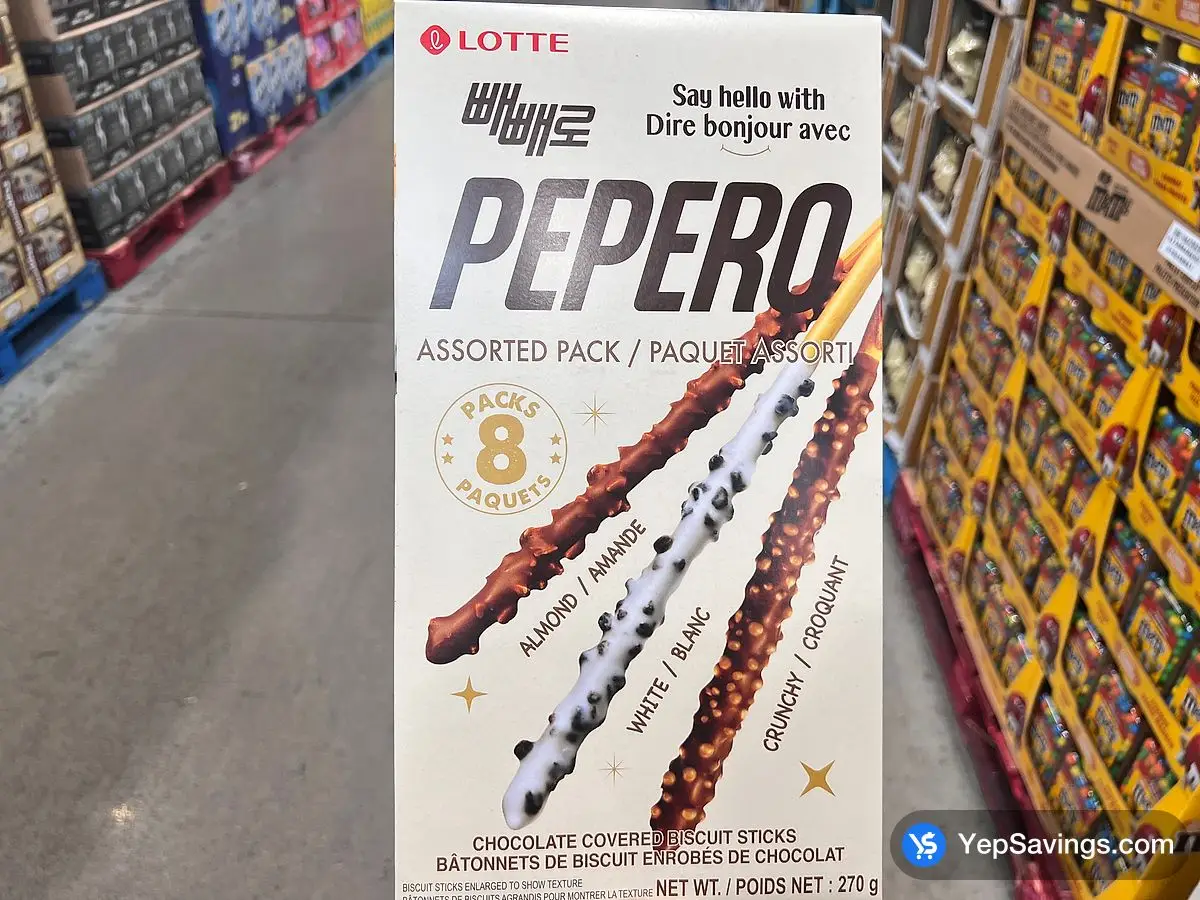 LOTTE
빼빼로
Say hello with
Dire bonjour avec
PEPERO
ASSORTED PACK / PAQUET ASSORTI
PACKS
8
PAQUETS
ALMOND / AMANDE
WHITE / BLANC
CRUNCHY / CROQUANT
CHOCOLATE COVERED BISCUIT STICKS
BÂTONNETS DE BISCUIT ENROBÉS DE CHOCOLAT
BISCUIT STICKS ENLARGED TO SHOW TEXTURE
BÂTONNETS DE BISCUITS AGRANDIS POUR MONTRER LA TEXTURE
NET WT. / POIDS NET : 270 g
m&m's
YepSavings.com